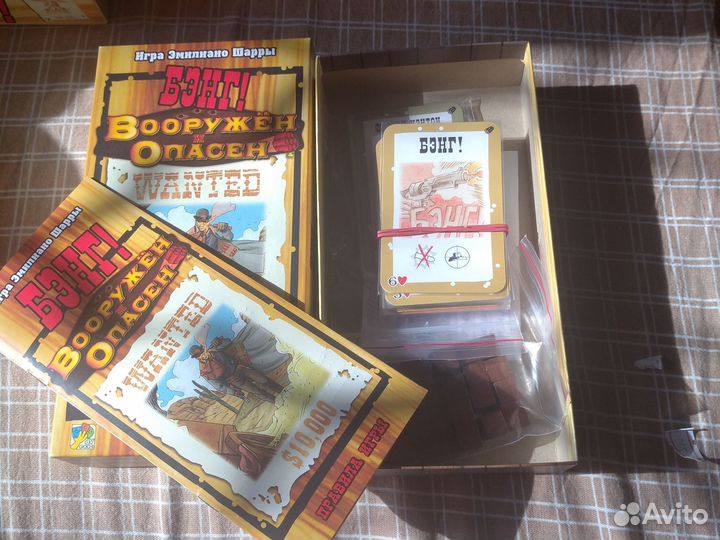 Игра Эмилиано Шарры
БЭНГ!
ВООРУЖЁН
И
ОПАСЕН
WANTED
БЭНГ!
БЭНГ
6
Игра Эмилиано Шарры
БЭНГ!
ВООРУЖЁН
И
ОПАСЕН
WANTED
$10,000
ПРАВИЛА ИГРЫ
Avito